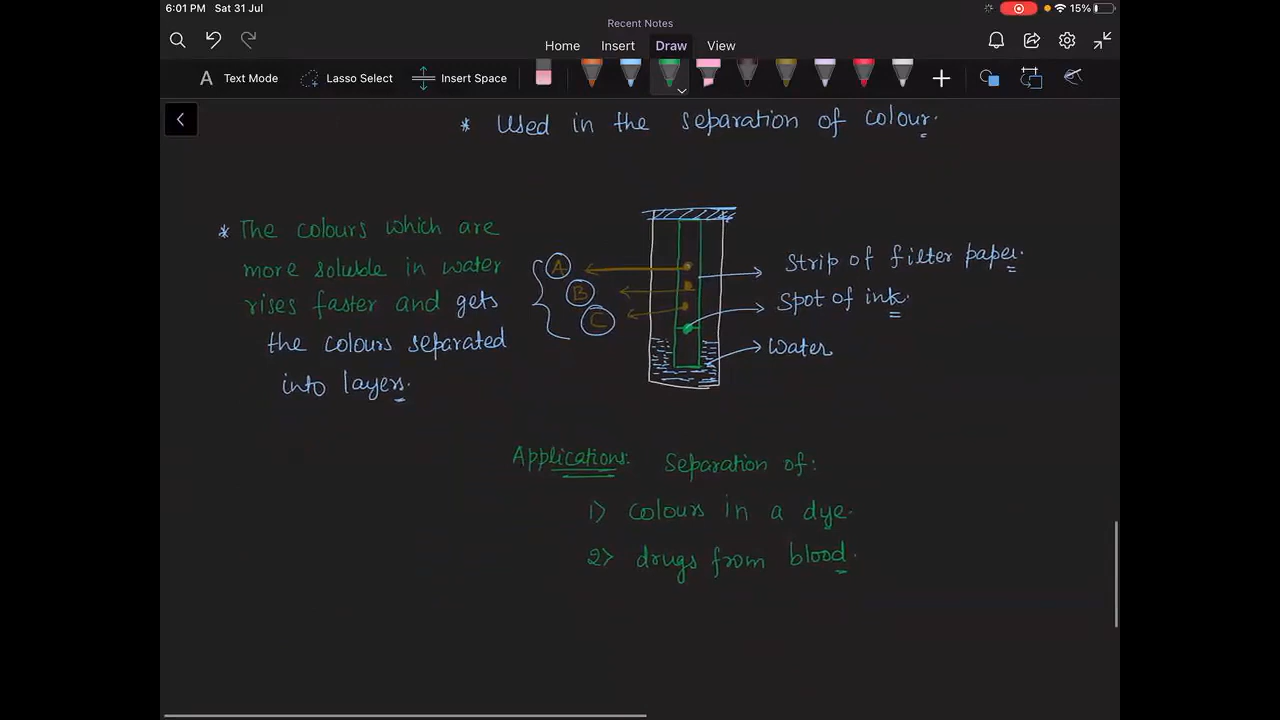 6:01 PM Sat 31 Jul
15%
Recent Notes
Home Insert Draw View
Text Mode Lasso Select Insert Space
* Used in the separation of colour.
* The colours which are
more soluble in water
rises faster and gets
the colours separated
into layers.
A
B
C
Strip of filter paper.
Spot of ink.
Water
Applications: Separation of:
1> colours in a dye.
2> drugs from blood.